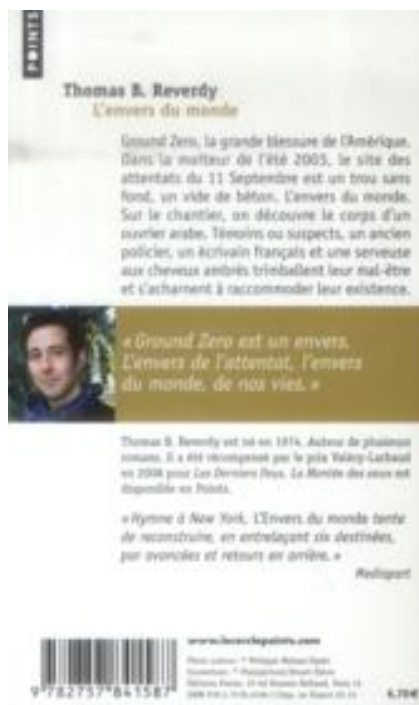 POINTS
Thomas B. Reverdy
L'envers du monde
Ground Zero, la grande blessure de l'Amérique.
Dans la moiteur de l'été 2003, le site des
attentats du 11 Septembre est un trou sans
fond, un vide de béton. L'envers du monde.
Sur le chantier, on découvre le corps d'un
ouvrier arabe. Témoins ou suspects, un ancien
policier, un écrivain français et une serveuse
aux cheveux ambrés trimballent leur mal-être
et s'acharnent à raccommoder leur existence.
« Ground Zero est un envers.
L'envers de l'attentat, l'envers
du monde, de nos vies. »
Thomas B. Reverdy est né en 1974. Auteur de plusieurs
romans, il a été récompensé par le prix Valery-Larbaud
en 2008 pour Les Derniers Feux. La Montée des eaux est
disponible en Points.
« Hymne à New York, L'Envers du monde tente
de reconstruire, en entrelaçant six destinées,
par avancées et retours en arrière. »
Mediapart
www.lecerclepoints.com
9 782757 841587
6,70€